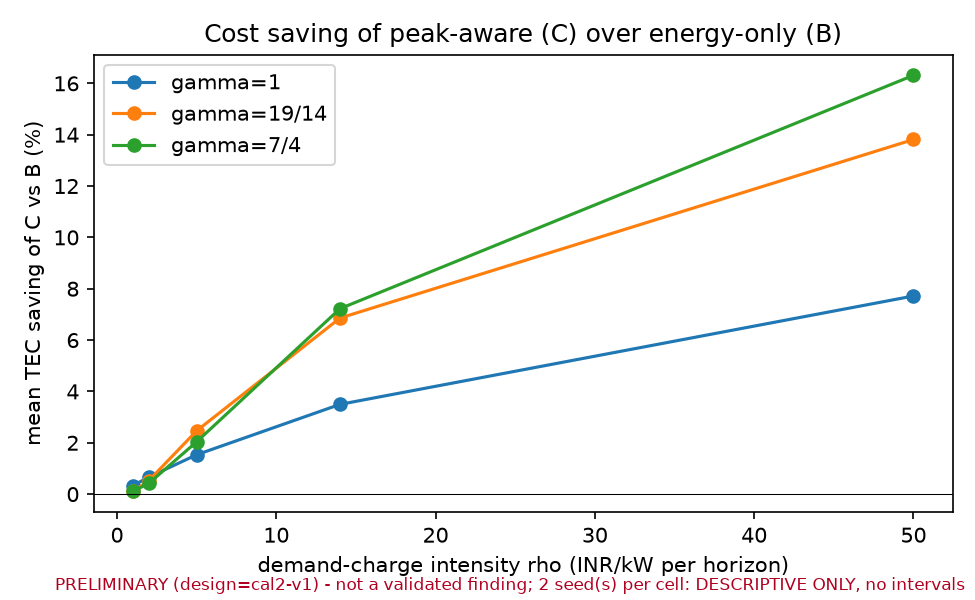 Cost saving of peak-aware (C) over energy-only (B)
gamma=1
gamma=19/14
gamma=7/4
mean TEC saving of C vs B (%)
16
14
12
10
8
6
4
2
0
0 10 20 30 40 50
demand-charge intensity rho (INR/kW per horizon)
PRELIMINARY (design=cal2-v1) - not a validated finding; 2 seed(s) per cell: DESCRIPTIVE ONLY, no intervals